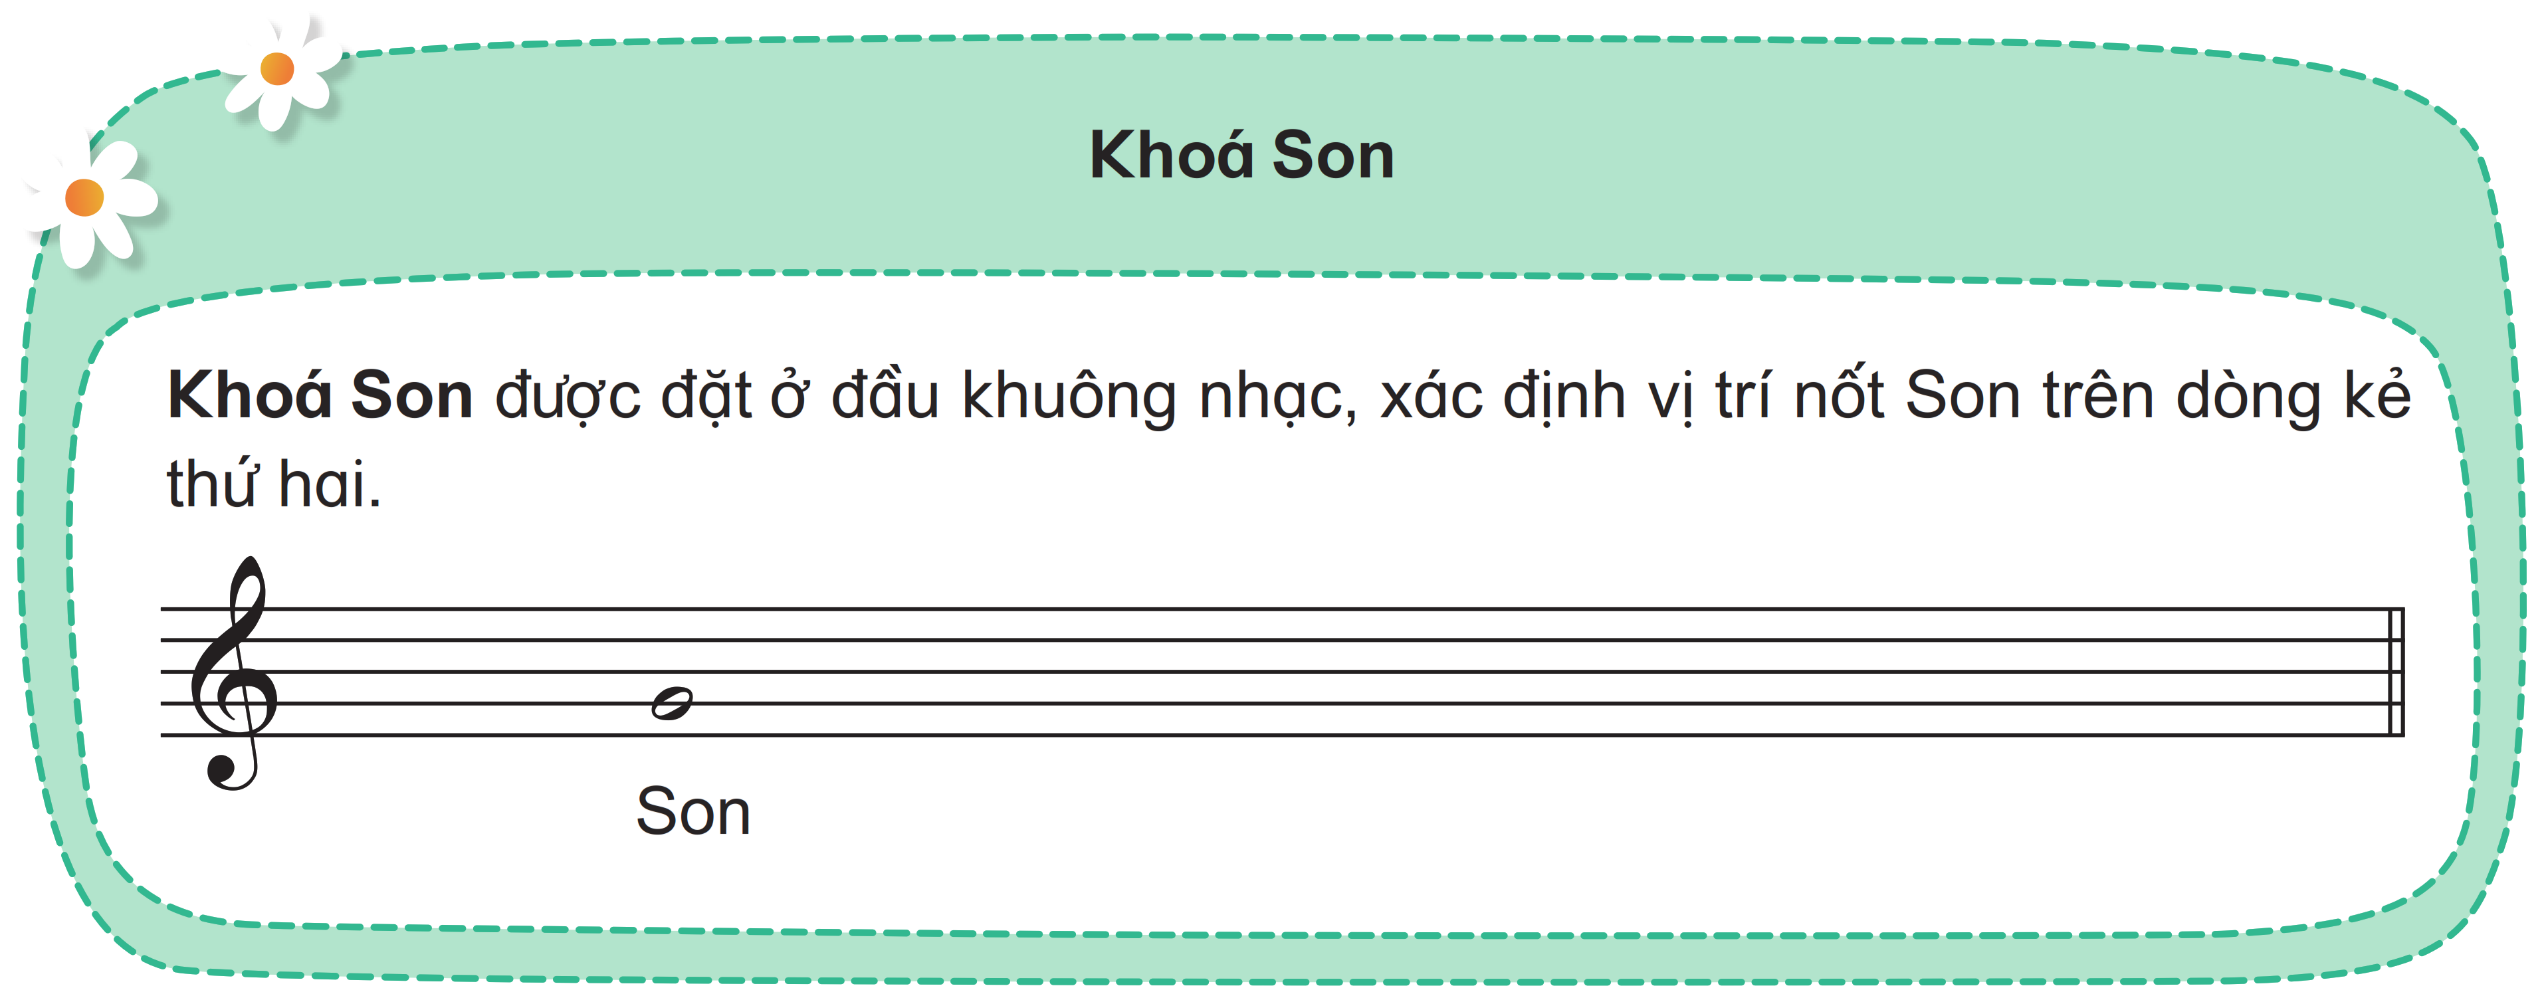 Khoá Son
Khoá Son được đặt ở đầu khuông nhạc, xác định vị trí nốt Son trên dòng kẻ
thứ hai.
Son